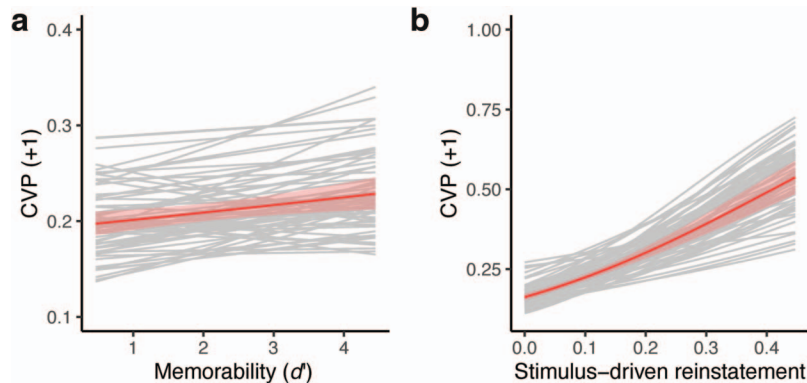 a
CVP (+1)
0.4
0.3
0.2
0.1
1 2 3 4
Memorability (d')
b
CVP (+1)
1.00
0.75
0.50
0.25
0.0 0.1 0.2 0.3 0.4
Stimulus−driven reinstatement